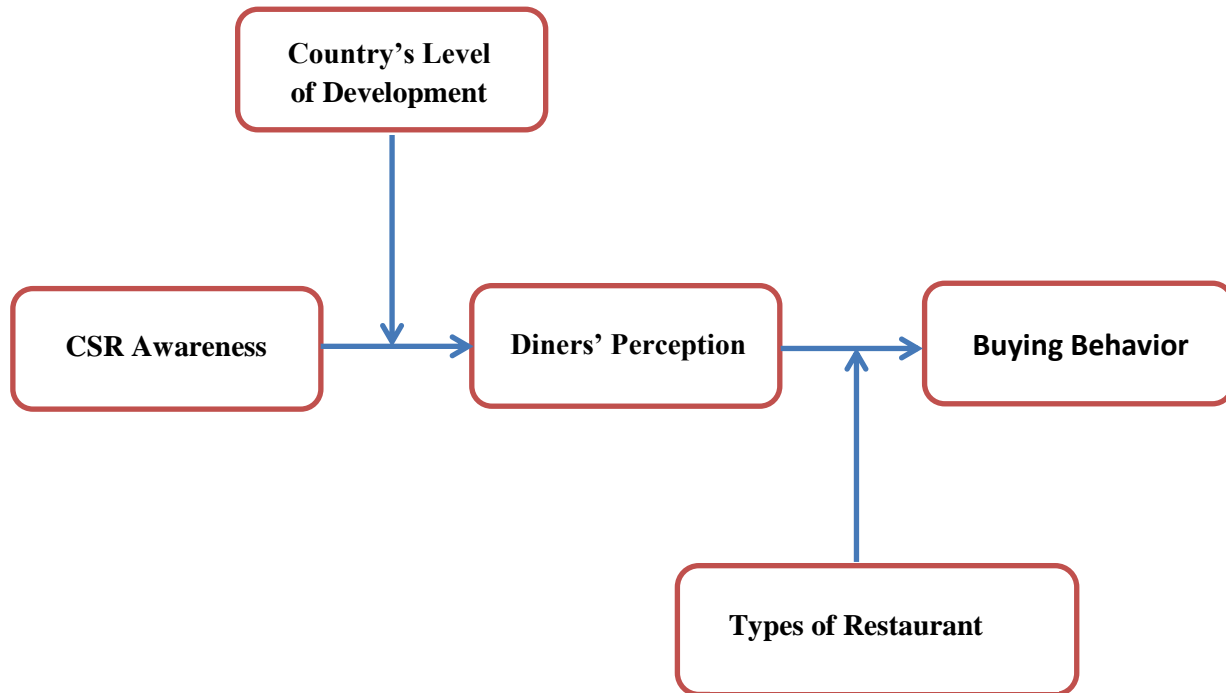 Country’s Level
of Development
CSR Awareness
Diners’ Perception
Buying Behavior
Types of Restaurant